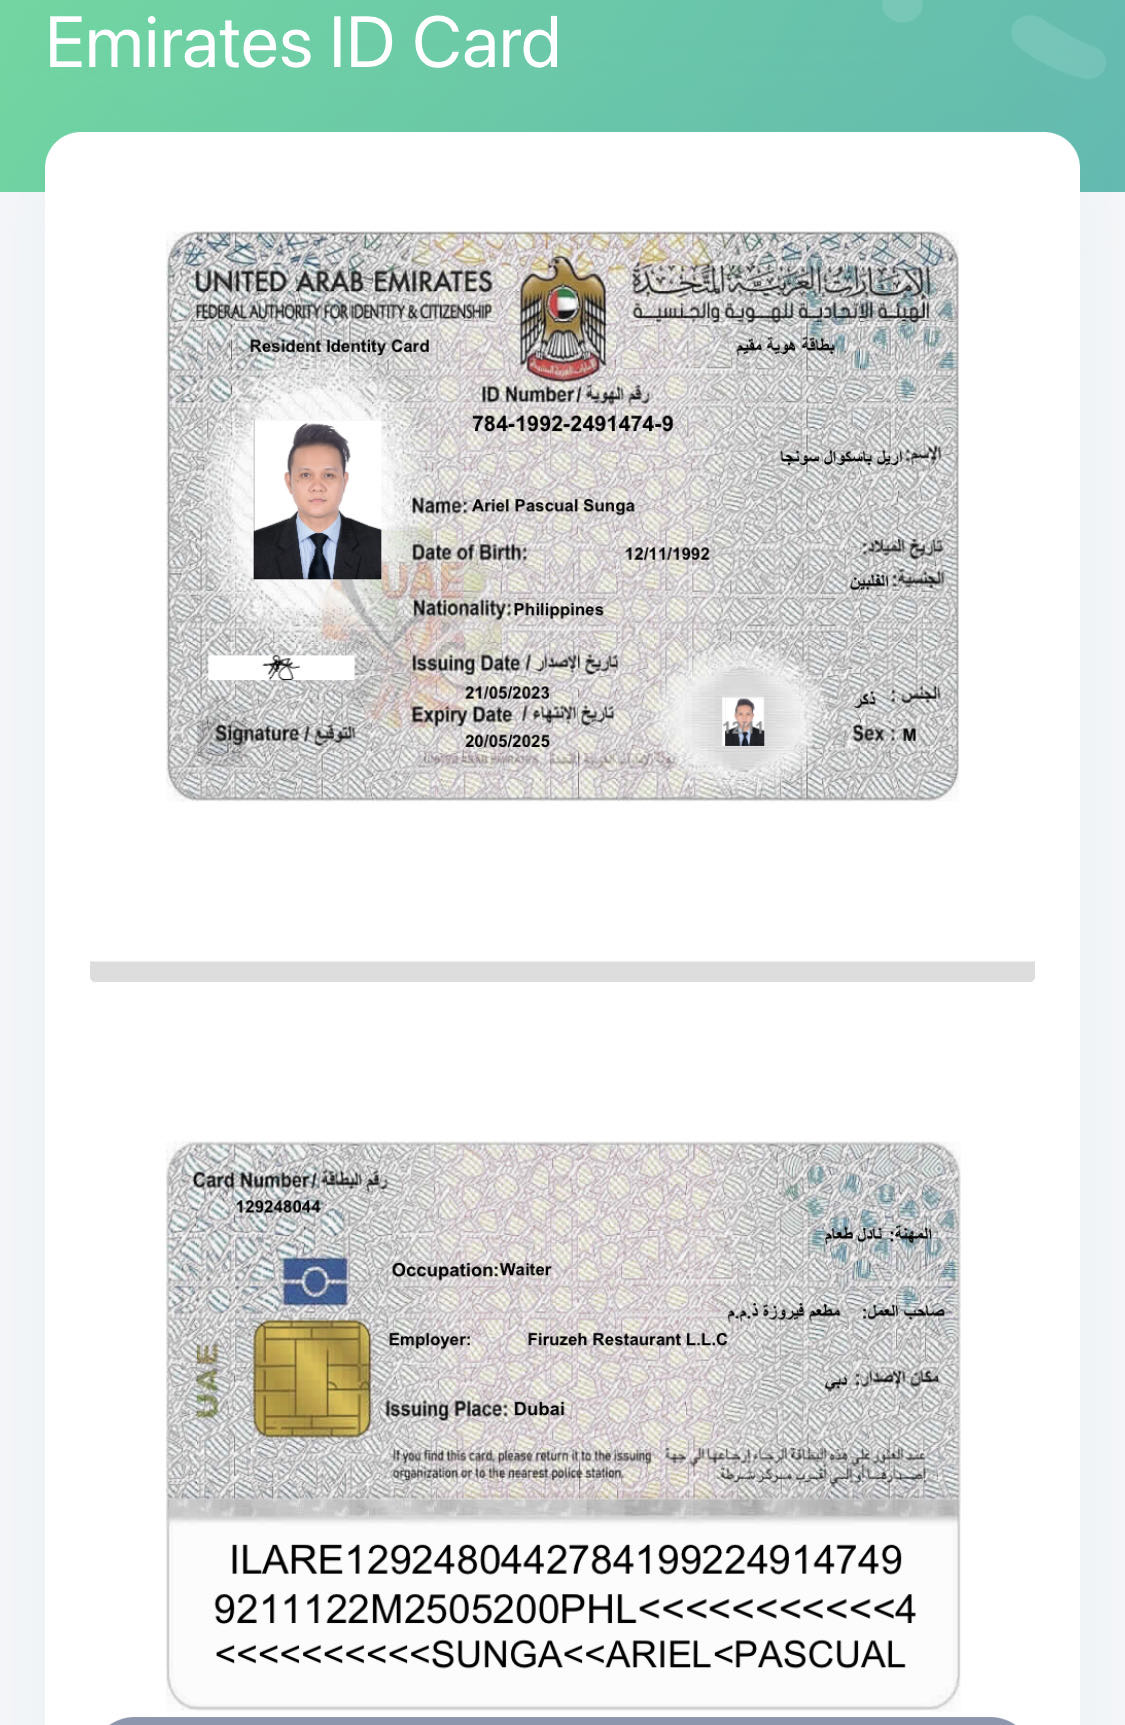 Emirates ID Card
UNITED ARAB EMIRATES
الإمارات العربية المتحدة
FEDERAL AUTHORITY FOR IDENTITY & CITIZENSHIP
الهيئة الاتحادية للهوية والجنسية
Resident Identity Card
بطاقة هوية مقيم
ID Number / رقم الهوية
784-1992-2491474-9
الإسم: اريل باسكوال سونجا
Name: Ariel Pascual Sunga
Date of Birth: 12/11/1992 تاريخ الميلاد:
الجنسية: الفلبين
Nationality: Philippines
Issuing Date / تاريخ الإصدار
21/05/2023
Expiry Date / تاريخ الانتهاء
20/05/2025
الجنس : ذكر
Sex : M
Signature / التوقيع
UAE
Card Number / رقم البطاقة
129248044
المهنة: نادل طعام
Occupation: Waiter
صاحب العمل: مطعم فيروزة ذ.م.م
Employer: Firuzeh Restaurant L.L.C
مكان الإصدار: دبي
Issuing Place: Dubai
UAE
If you find this card, please return it to the issuing
organization or to the nearest police station.
عند العثور على هذه البطاقة الرجاء إرجاعها الى جهة
إصدارها أو الى أقرب مركز شرطة
ILARE1292480442784199224914749
9211122M2505200PHL<<<<<<<<<<<4
<<<<<<<<<<SUNGA<<ARIEL<PASCUAL